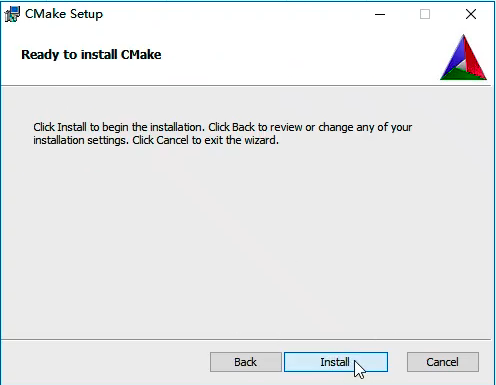 CMake Setup
Ready to install CMake
Click Install to begin the installation. Click Back to review or change any of your
installation settings. Click Cancel to exit the wizard.
Back Install Cancel